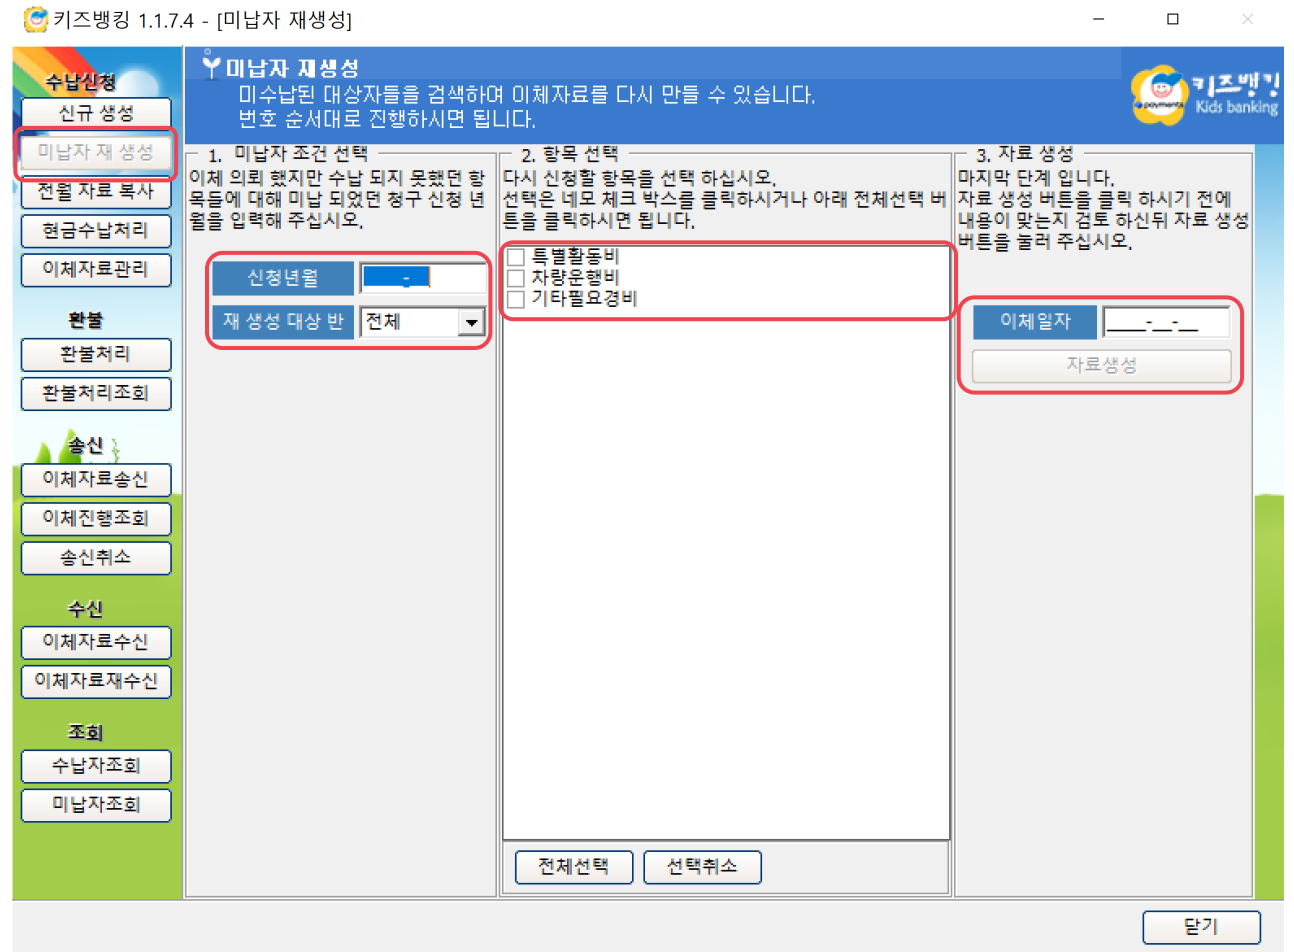 키즈뱅킹 1.1.7.4 - [미납자 재생성]
수납신청
신규 생성
미납자 재 생성
전월 자료 복사
현금수납처리
이체자료관리
환불
환불처리
환불처리조회
송신
이체자료송신
이체진행조회
송신취소
수신
이체자료수신
이체자료재수신
조회
수납자조회
미납자조회
미납자 재생성
미수납된 대상자들을 검색하며 이체자료를 다시 만들 수 있습니다.
번호 순서대로 진행하시면 됩니다.
payments
키즈뱅킹
Kids banking
1. 미납자 조건 선택
이체 의뢰 했지만 수납 되지 못했던 항
목들에 대해 미납 되었던 청구 신청 년
월을 입력해 주십시오.
신청년월
____-__
재 생성 대상 반
전체
2. 항목 선택
다시 신청할 항목을 선택 하십시오.
선택은 네모 체크 박스를 클릭하시거나 아래 전체선택 버
튼을 클릭하시면 됩니다.
특별활동비
차량운행비
기타필요경비
전체선택
선택취소
3. 자료 생성
마지막 단계 입니다.
자료 생성 버튼을 클릭 하시기 전에
내용이 맞는지 검토 하신뒤 자료 생성
버튼을 눌러 주십시오.
이체일자
____-__-__
자료생성
닫기